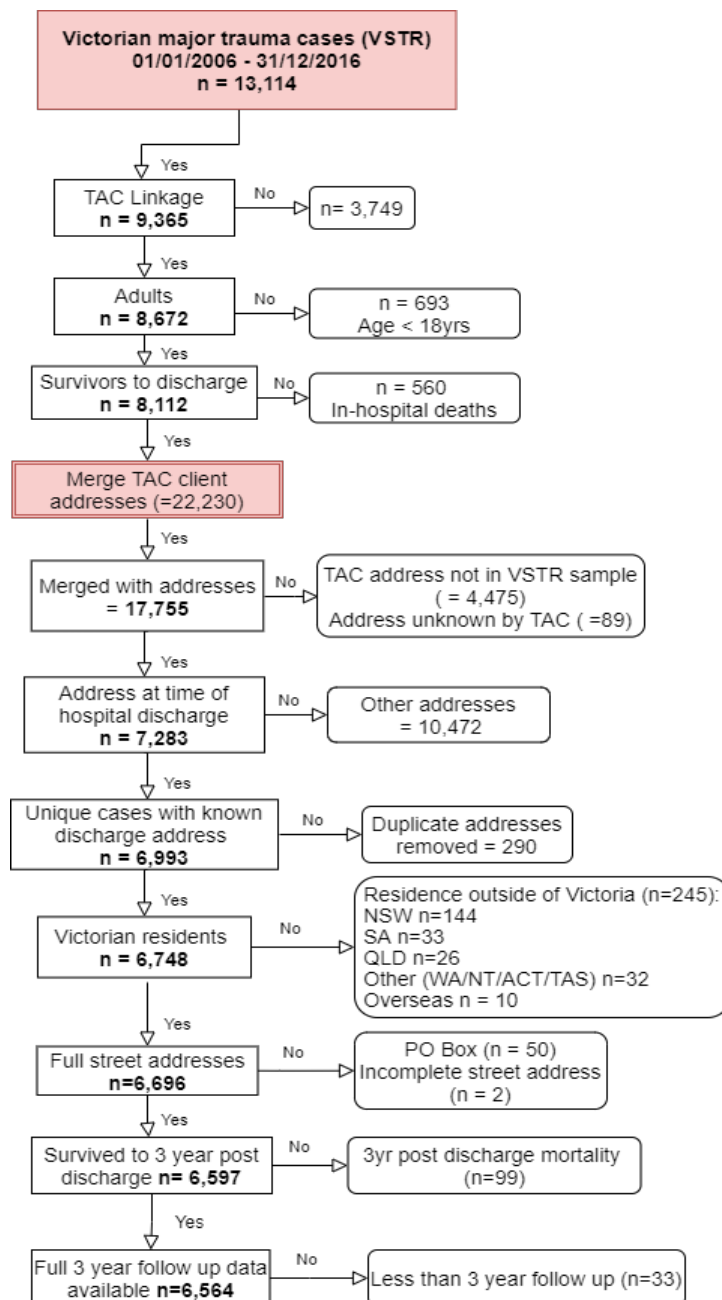 Victorian major trauma cases (VSTR)
01/01/2006 - 31/12/2016
n = 13,114
Yes
TAC Linkage
n = 9,365
No
n= 3,749
Yes
Adults
n = 8,672
No
n = 693
Age < 18yrs
Yes
Survivors to discharge
n = 8,112
No
n = 560
In-hospital deaths
Yes
Merge TAC client
addresses (=22,230)
Yes
Merged with addresses
= 17,755
No
TAC address not in VSTR sample
( = 4,475)
Address unknown by TAC ( =89)
Yes
Address at time of
hospital discharge
n = 7,283
No
Other addresses
= 10,472
Yes
Unique cases with known
discharge address
n = 6,993
No
Duplicate addresses
removed = 290
Yes
Victorian residents
n = 6,748
No
Residence outside of Victoria (n=245):
NSW n=144
SA n=33
QLD n=26
Other (WA/NT/ACT/TAS) n=32
Overseas n = 10
Yes
Full street addresses
n=6,696
No
PO Box (n = 50)
Incomplete street address
(n = 2)
Yes
Survived to 3 year post
discharge n= 6,597
No
3yr post discharge mortality
(n=99)
Yes
Full 3 year follow up data
available n=6,564
No
Less than 3 year follow up (n=33)